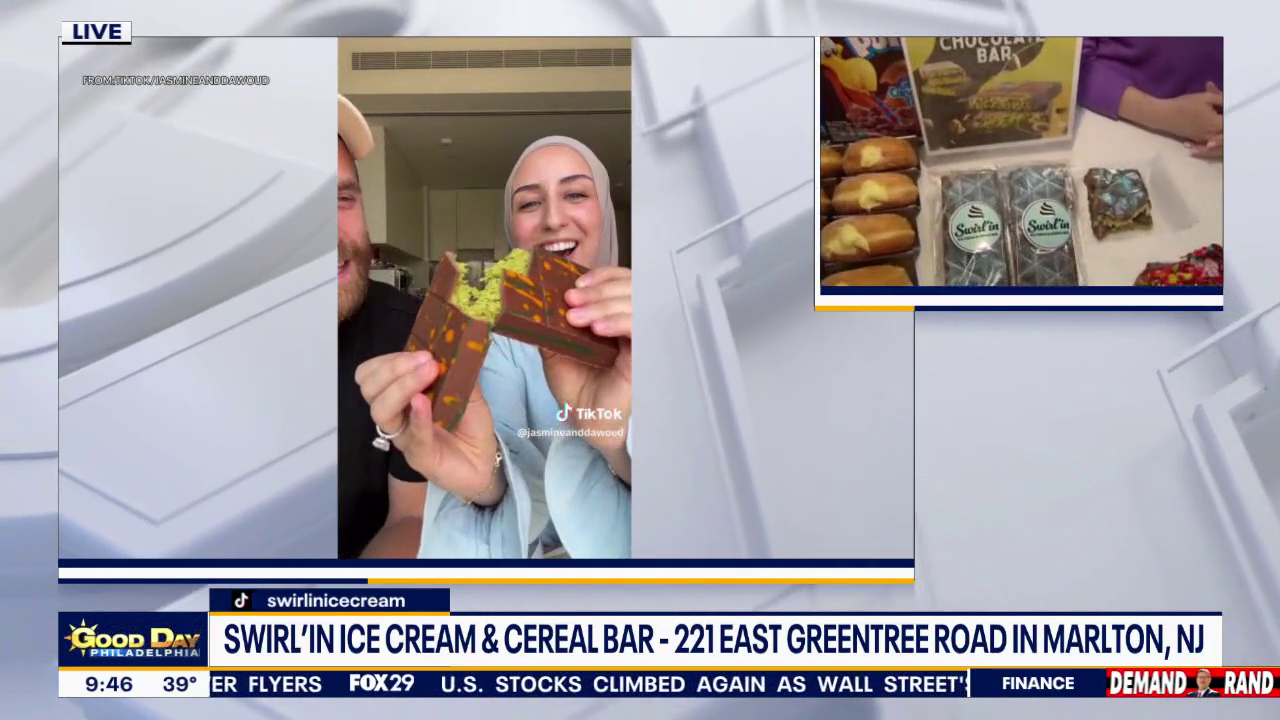 LIVE
FROM:TIKTOK/JASMINEANDDAWOUD
CHOCOLATE
BAR
Swirl'in
Swirl'in
TikTok
@jasmineanddawoud
swirlinicecream
GOOD DAY
PHILADELPHIA
SWIRL'IN ICE CREAM & CEREAL BAR - 221 EAST GREENTREE ROAD IN MARLTON, NJ
9:46 39° ER FLYERS FOX29 U.S. STOCKS CLIMBED AGAIN AS WALL STREET'S FINANCE DEMAND RAND